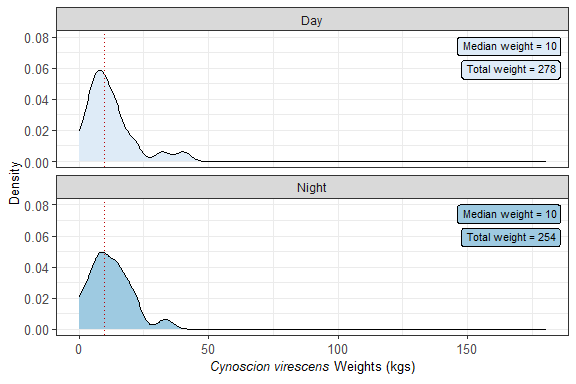 Day
0.08
0.06
0.04
0.02
0.00
Median weight = 10
Total weight = 278
Night
0.08
0.06
0.04
0.02
0.00
Median weight = 10
Total weight = 254
Density
0 50 100 150
Cynoscion virescens Weights (kgs)